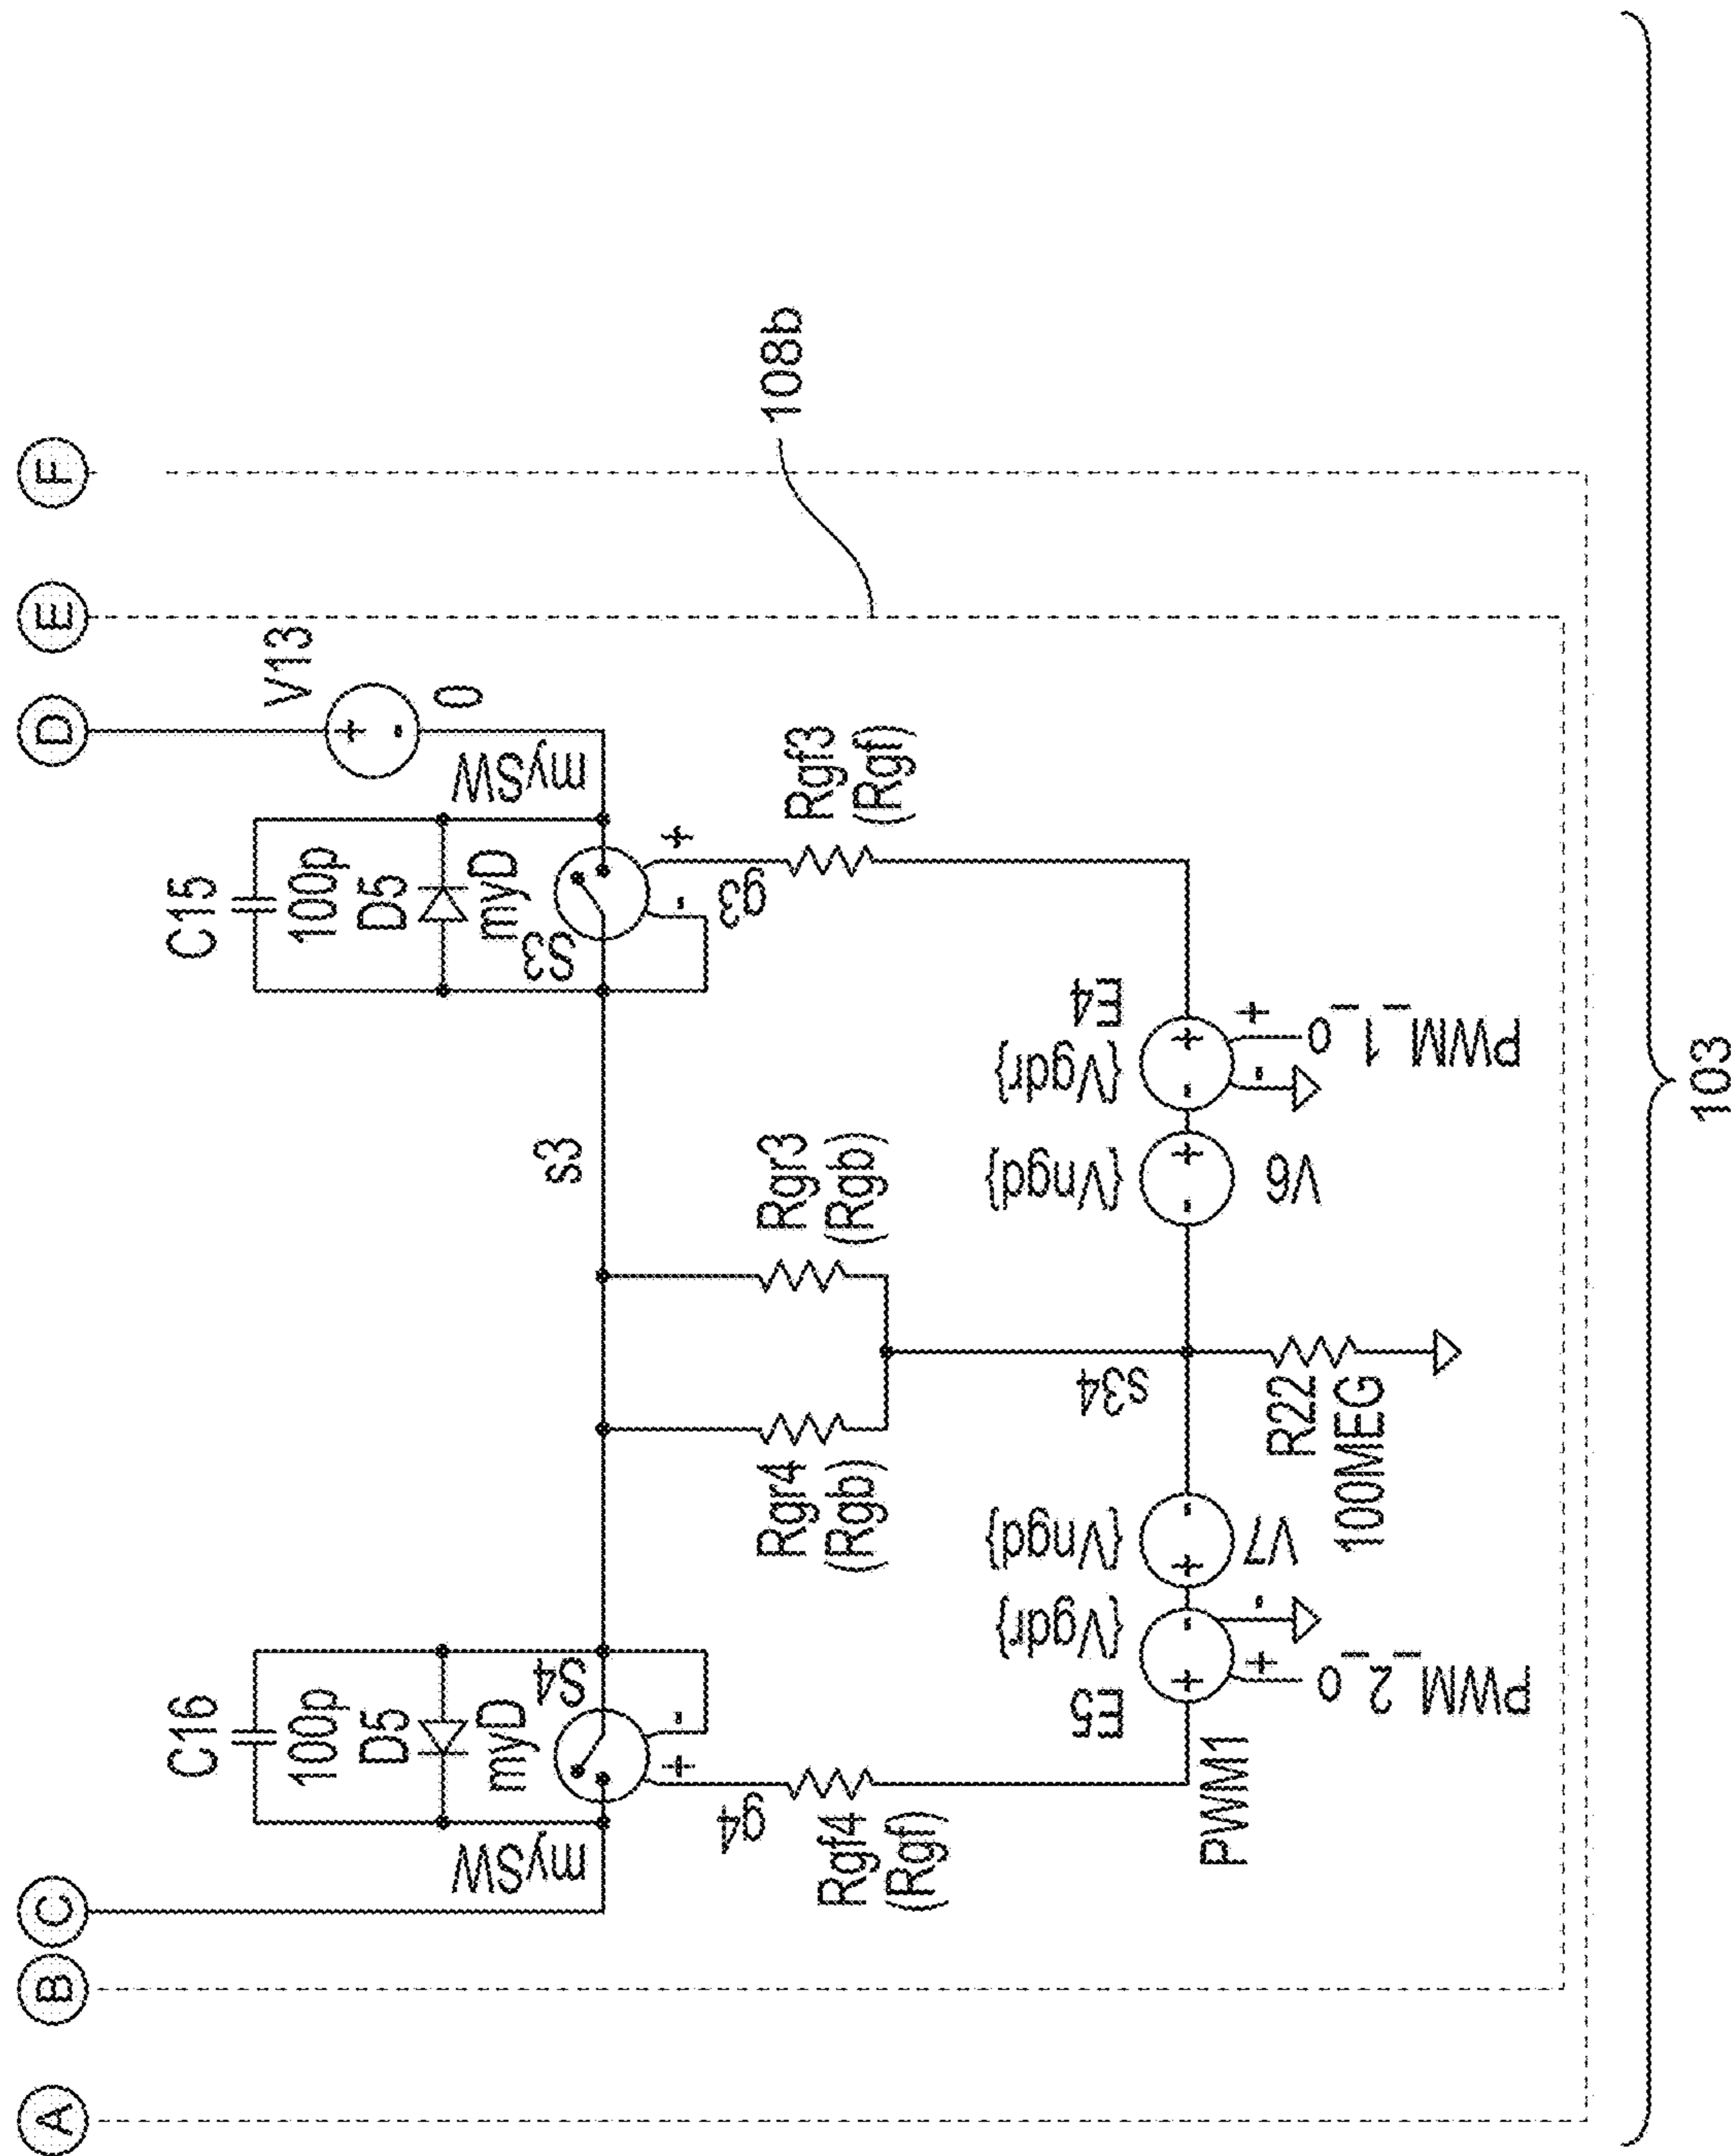 A
B
C
D
E
F
C16
100p
D5
myD
mySW
S4
g4
Rgf4
(Rgf)
PWM1
E5
{Vgdr}
{Vngd}
V7
PWM_2_o
Rgr4
(Rgb)
s34
R22
100MEG
s3
Rgr3
(Rgb)
C15
100p
D5
myD
mySW
S3
g3
V13
0
Rgf3
(Rgf)
E4
{Vgdr}
{Vngd}
V6
PWM_1_o
108b
103